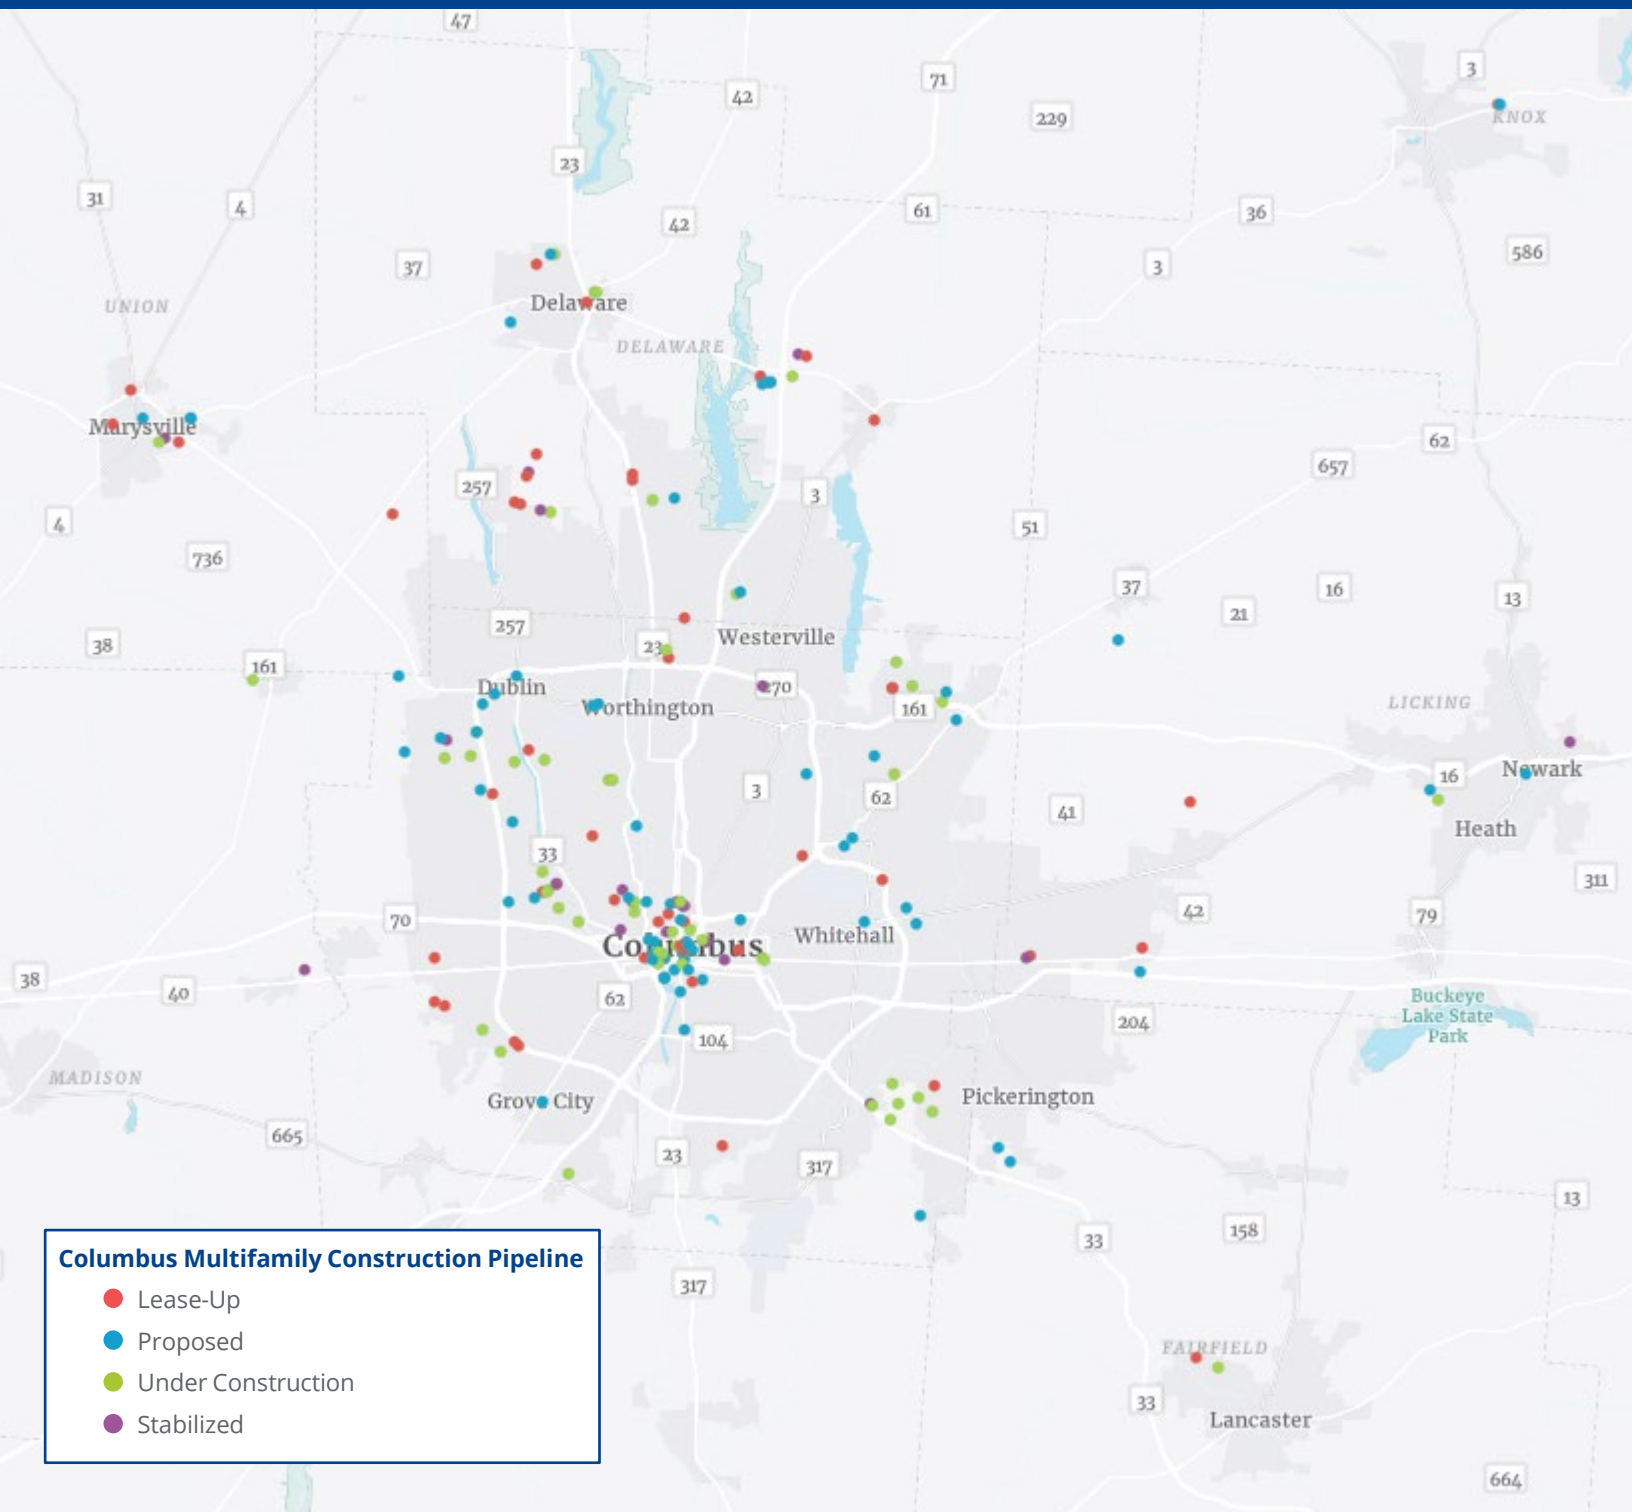 47
3
71
42
229
KNOX
23
31
4
61
36
42
586
37
3
UNION
Delaware
DELAWARE
Marysville
62
657
257
3
4
51
736
37
16
13
21
257
38
23
Westerville
161
Dublin
270
Worthington
161
LICKING
16
Newark
3
62
41
Heath
33
311
70
42
79
Columbus
Whitehall
38
40
62
Buckeye
Lake State
Park
204
104
MADISON
Grove City
Pickerington
665
23
317
13
158
33
Columbus Multifamily Construction Pipeline
Lease-Up
Proposed
Under Construction
Stabilized
317
FAIRFIELD
33
Lancaster
664